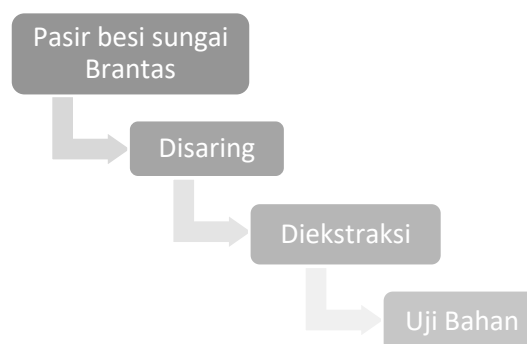 Pasir besi sungai
Brantas
Disaring
Diekstraksi
Uji Bahan